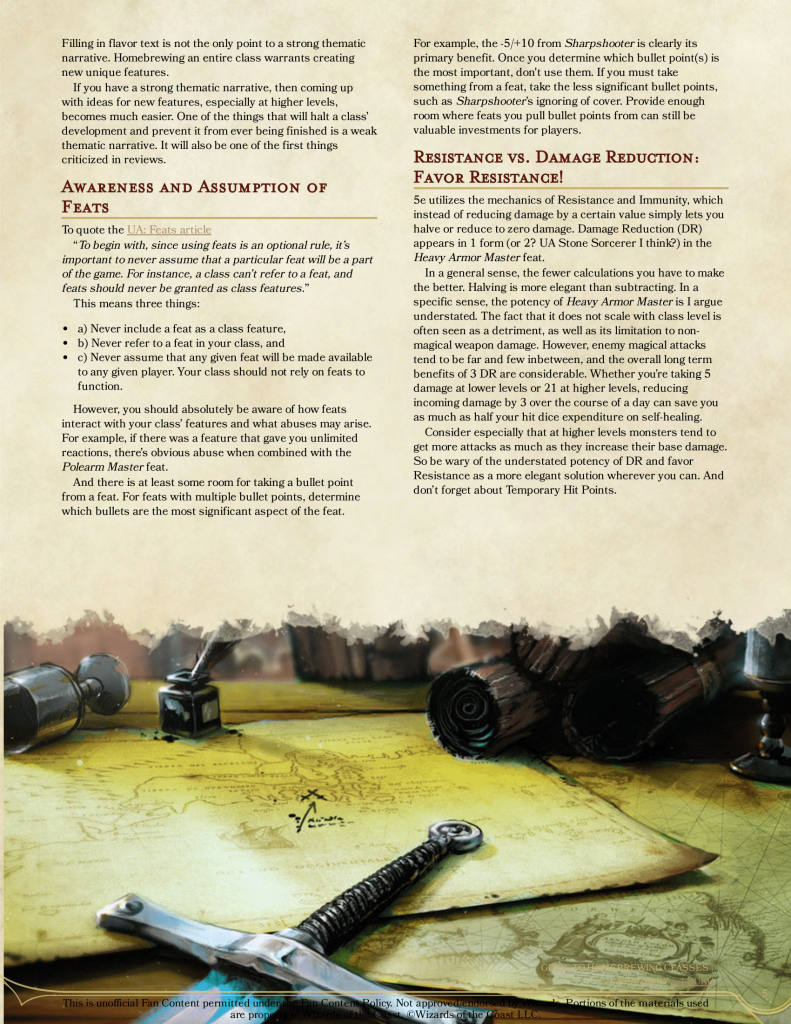 Filling in flavor text is not the only point to a strong thematic
narrative. Homebrewing an entire class warrants creating
new unique features.
If you have a strong thematic narrative, then coming up
with ideas for new features, especially at higher levels,
becomes much easier. One of the things that will halt a class'
development and prevent it from ever being finished is a weak
thematic narrative. It will also be one of the first things
criticized in reviews.
Awareness and Assumption of
Feats
To quote the UA: Feats article
“To begin with, since using feats is an optional rule, it's
important to never assume that a particular feat will be a part
of the game. For instance, a class can't refer to a feat, and
feats should never be granted as class features.”
This means three things:
• a) Never include a feat as a class feature,
• b) Never refer to a feat in your class, and
• c) Never assume that any given feat will be made available
to any given player. Your class should not rely on feats to
function.
However, you should absolutely be aware of how feats
interact with your class' features and what abuses may arise.
For example, if there was a feature that gave you unlimited
reactions, there's obvious abuse when combined with the
Polearm Master feat.
And there is at least some room for taking a bullet point
from a feat. For feats with multiple bullet points, determine
which bullets are the most significant aspect of the feat.
For example, the -5/+10 from Sharpshooter is clearly its
primary benefit. Once you determine which bullet point(s) is
the most important, don't use them. If you must take
something from a feat, take the less significant bullet points,
such as Sharpshooter's ignoring of cover. Provide enough
room where feats you pull bullet points from can still be
valuable investments for players.
Resistance vs. Damage Reduction:
Favor Resistance!
5e utilizes the mechanics of Resistance and Immunity, which
instead of reducing damage by a certain value simply lets you
halve or reduce to zero damage. Damage Reduction (DR)
appears in 1 form (or 2? UA Stone Sorcerer I think?) in the
Heavy Armor Master feat.
In a general sense, the fewer calculations you have to make
the better. Halving is more elegant than subtracting. In a
specific sense, the potency of Heavy Armor Master is I argue
understated. The fact that it does not scale with class level is
often seen as a detriment, as well as its limitation to non-
magical weapon damage. However, enemy magical attacks
tend to be far and few inbetween, and the overall long term
benefits of 3 DR are considerable. Whether you're taking 5
damage at lower levels or 21 at higher levels, reducing
incoming damage by 3 over the course of a day can save you
as much as half your hit dice expenditure on self-healing.
Consider especially that at higher levels monsters tend to
get more attacks as much as they increase their base damage.
So be wary of the understated potency of DR and favor
Resistance as a more elegant solution wherever you can. And
don't forget about Temporary Hit Points.
HOMEBREWING CLASSES
This is unofficial Fan Content permitted under the Fan Content Policy. Not approved/endorsed by Wizards. Portions of the materials used
are property of Wizards of the Coast. ©Wizards of the Coast LLC.